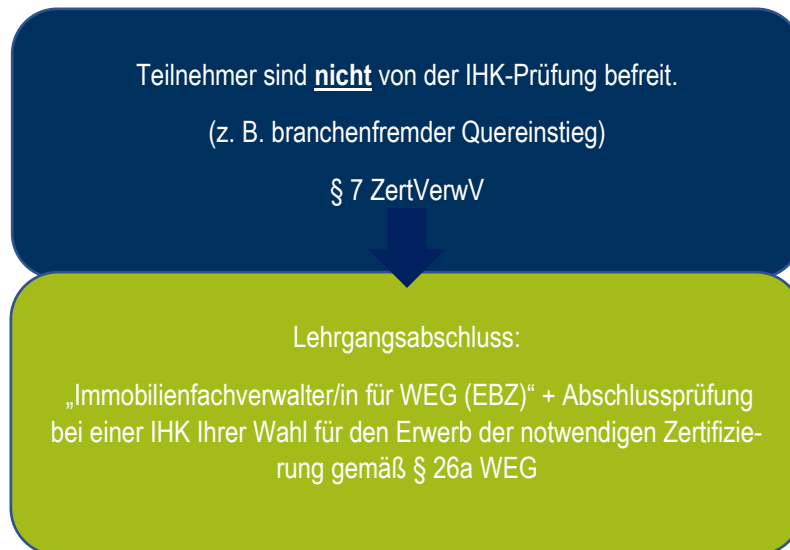 Teilnehmer sind nicht von der IHK-Prüfung befreit.
(z. B. branchenfremder Quereinstieg)
§ 7 ZertVerwV
Lehrgangsabschluss:
„Immobilienfachverwalter/in für WEG (EBZ)“ + Abschlussprüfung
bei einer IHK Ihrer Wahl für den Erwerb der notwendigen Zertifizie-
rung gemäß § 26a WEG